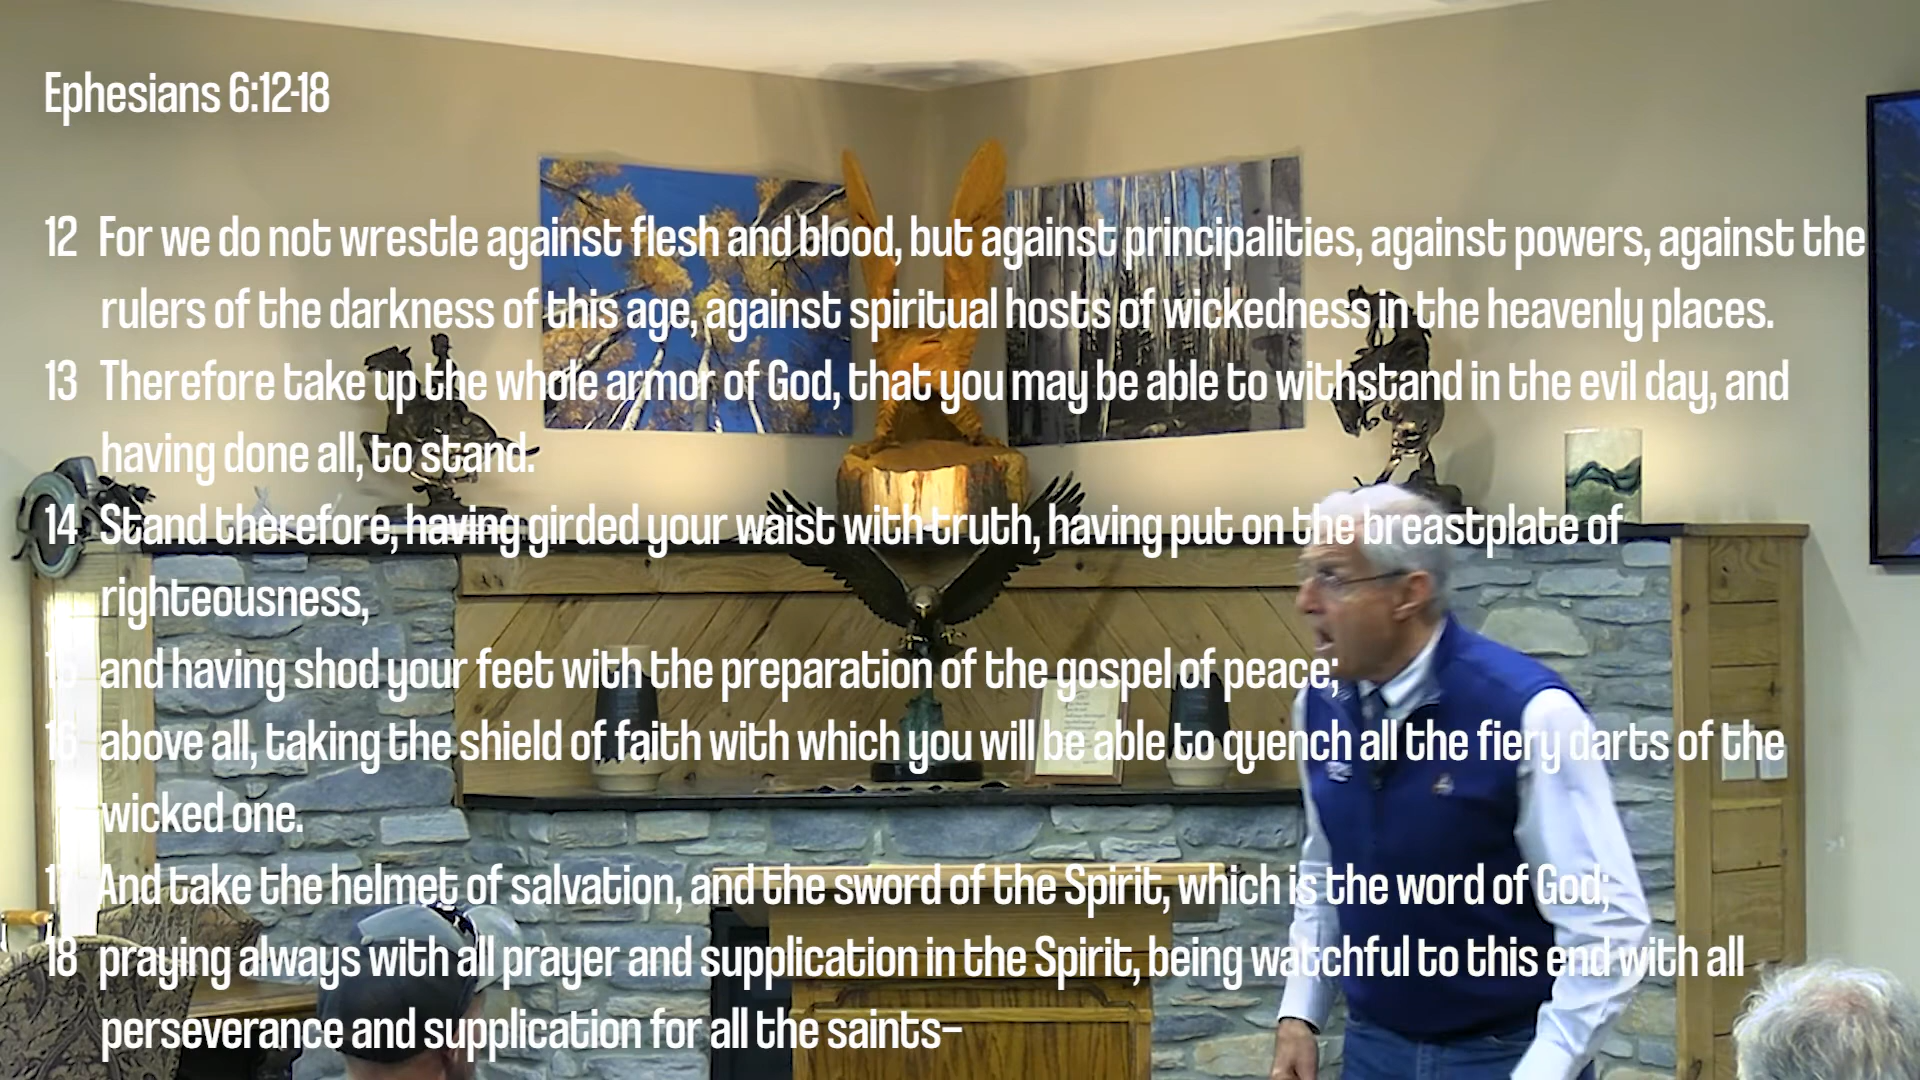 Ephesians 6:12-18
12 For we do not wrestle against flesh and blood, but against principalities, against powers, against the
rulers of the darkness of this age, against spiritual hosts of wickedness in the heavenly places.
13 Therefore take up the whole armor of God, that you may be able to withstand in the evil day, and
having done all, to stand.
14 Stand therefore, having girded your waist with truth, having put on the breastplate of
righteousness,
15 and having shod your feet with the preparation of the gospel of peace;
16 above all, taking the shield of faith with which you will be able to quench all the fiery darts of the
wicked one.
17 And take the helmet of salvation, and the sword of the Spirit, which is the word of God;
18 praying always with all prayer and supplication in the Spirit, being watchful to this end with all
perseverance and supplication for all the saints–